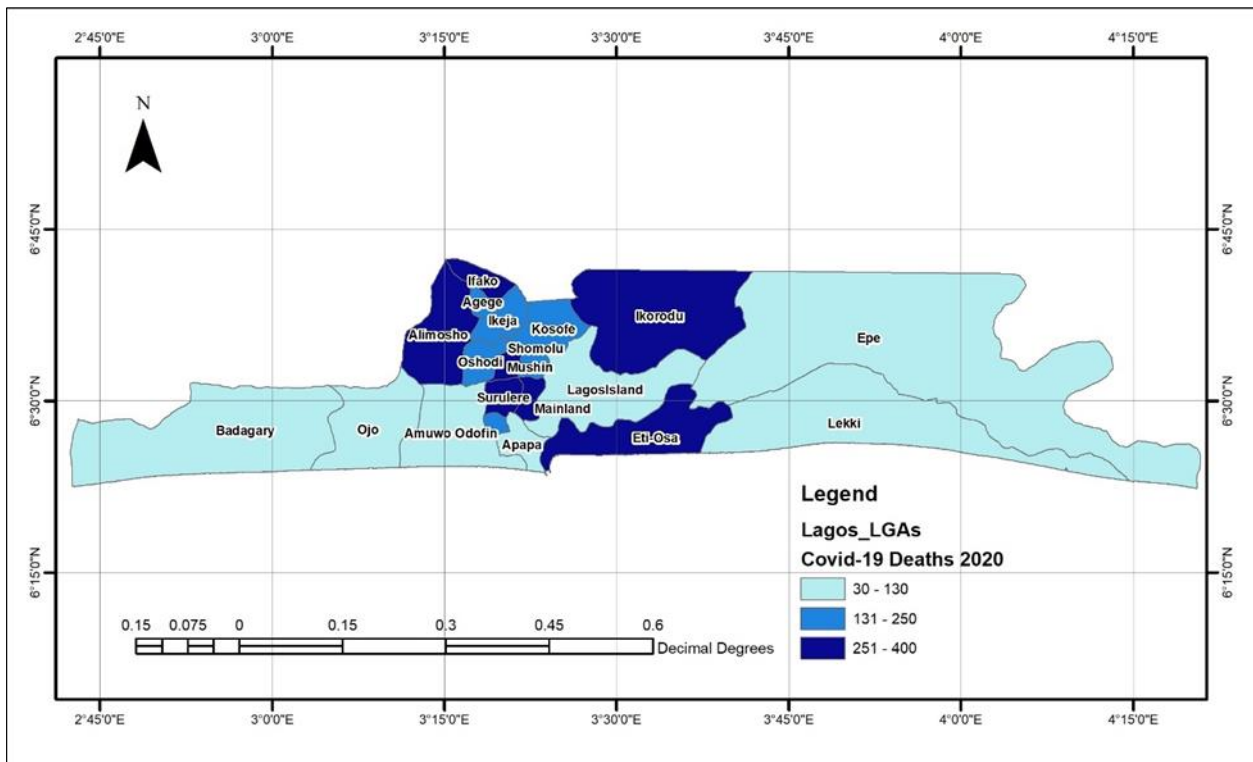 2°45'0"E 3°0'0"E 3°15'0"E 3°30'0"E 3°45'0"E 4°0'0"E 4°15'0"E
N
6°45'0"N 6°45'0"N
Ifako
Agege
Ikeja
Kosofe
Ikorodu
Alimosho
Shomolu
Epe
Oshodi
Mushin
LagosIsland
6°30'0"N 6°30'0"N
Surulere
Mainland
Badagary
Ojo
Amuwo Odofin
Apapa
Eti-Osa
Lekki
Legend
Lagos_LGAs
Covid-19 Deaths 2020
30 - 130
131 - 250
251 - 400
6°15'0"N 6°15'0"N
0.15 0.075 0 0.15 0.3 0.45 0.6
Decimal Degrees
2°45'0"E 3°0'0"E 3°15'0"E 3°30'0"E 3°45'0"E 4°0'0"E 4°15'0"E